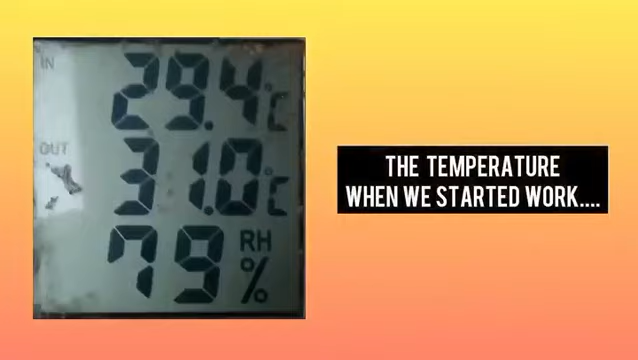 IN
29.4°C
OUT
31.0°C
79 RH
%
THE TEMPERATURE
WHEN WE STARTED WORK....